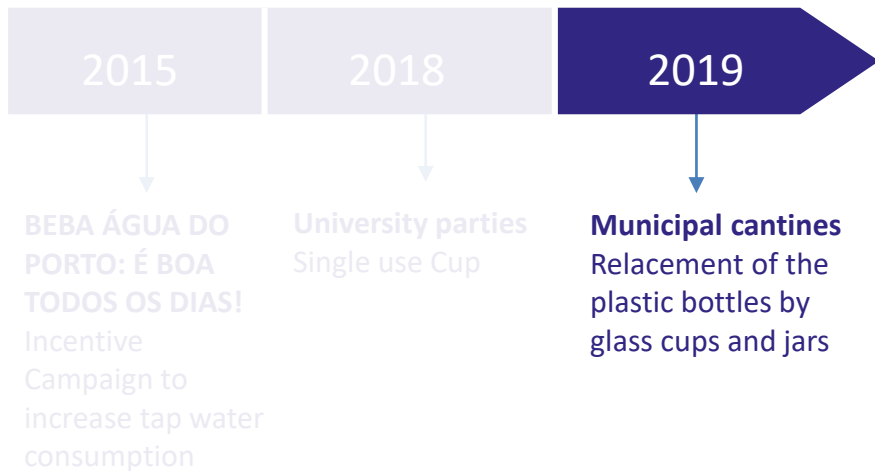 2015
2018
2019
BEBA ÁGUA DO
PORTO: É BOA
TODOS OS DIAS!
Incentive
Campaign to
increase tap water
consumption
University parties
Single use Cup
Municipal cantines
Relacement of the
plastic bottles by
glass cups and jars